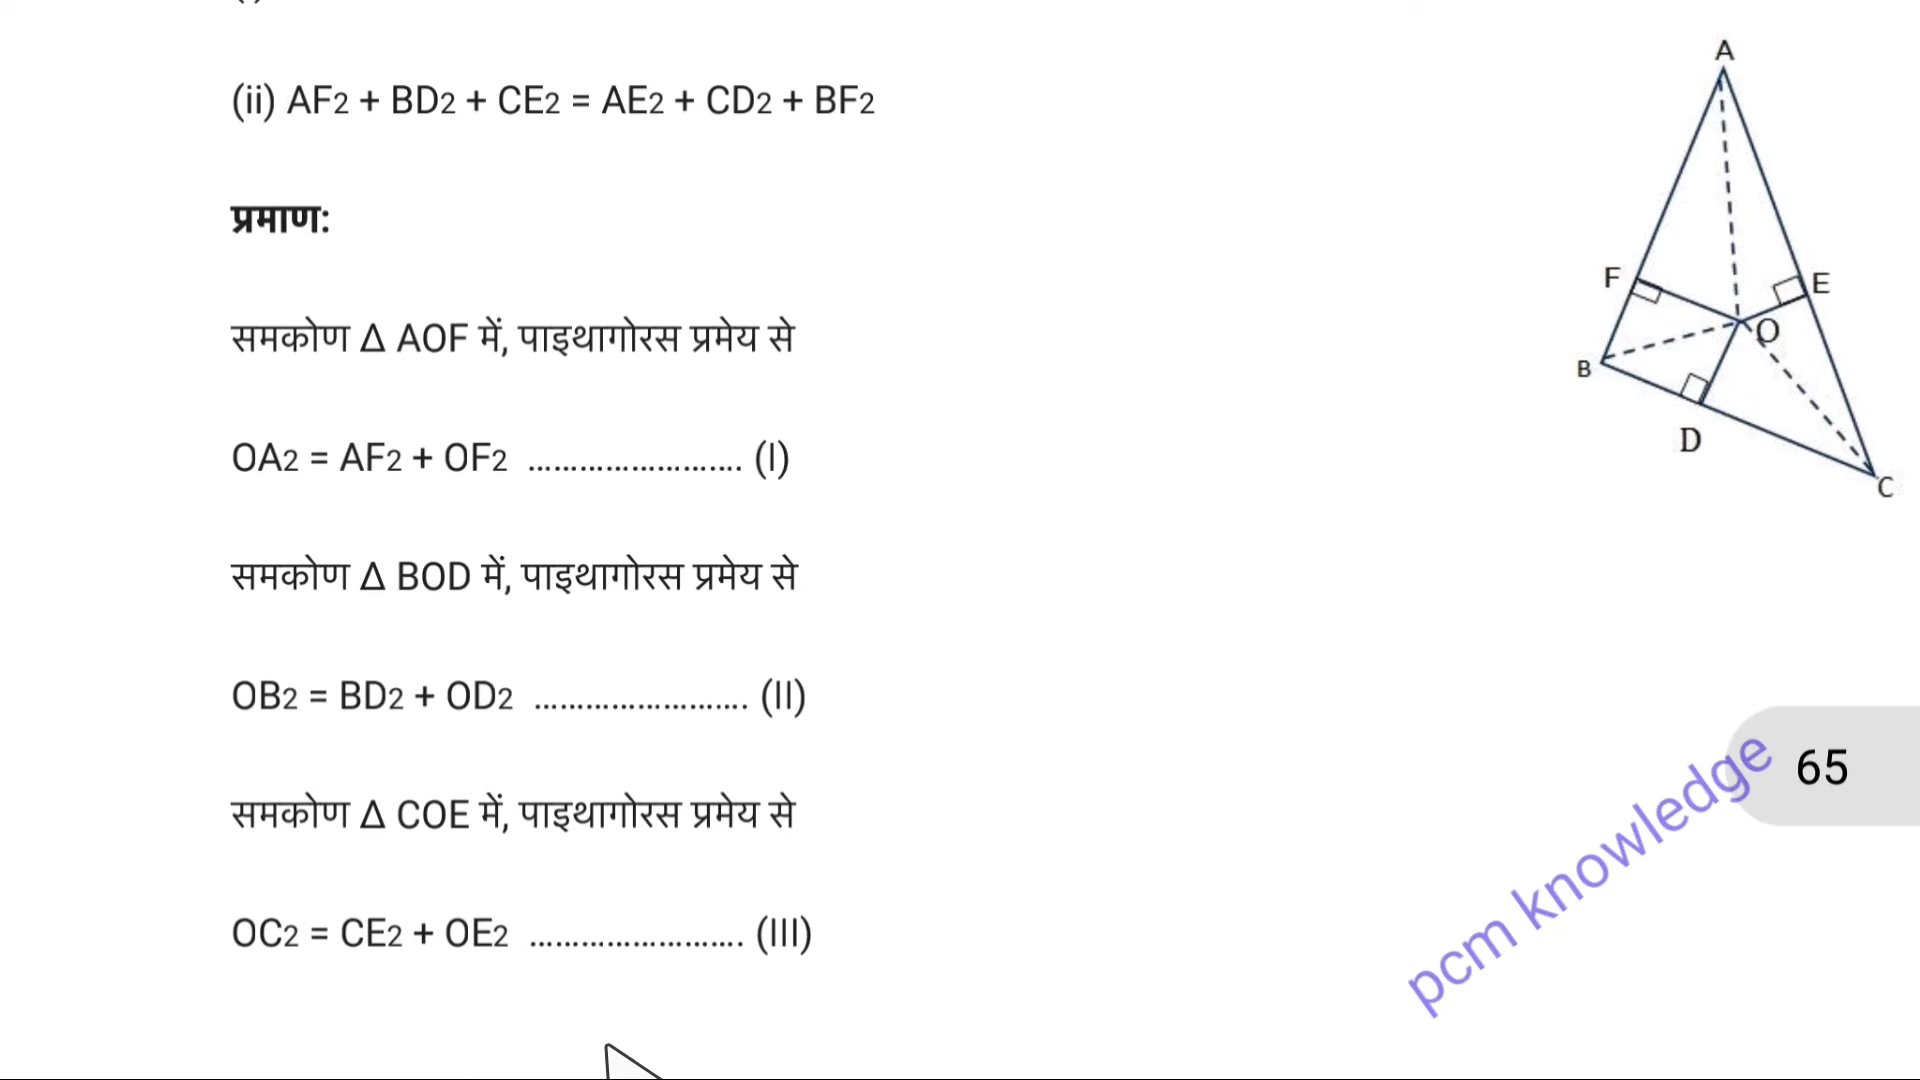 (ii) AF2 + BD2 + CE2 = AE2 + CD2 + BF2
प्रमाण:
समकोण Δ AOF में, पाइथागोरस प्रमेय से
OA2 = AF2 + OF2 ......................... (I)
समकोण Δ BOD में, पाइथागोरस प्रमेय से
OB2 = BD2 + OD2 ......................... (II)
समकोण Δ COE में, पाइथागोरस प्रमेय से
OC2 = CE2 + OE2 ......................... (III)
A
F
E
O
B
D
C
65
pcm knowledge